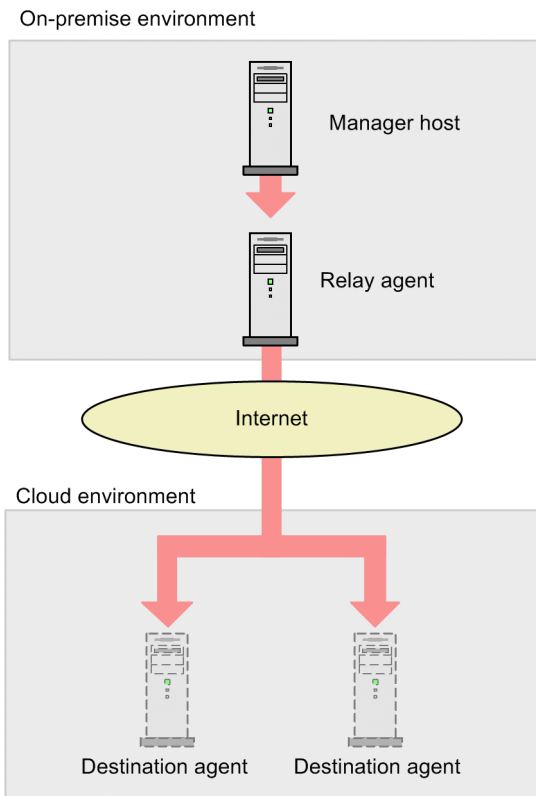 On-premise environment
Manager host
Relay agent
Internet
Cloud environment
Destination agent
Destination agent